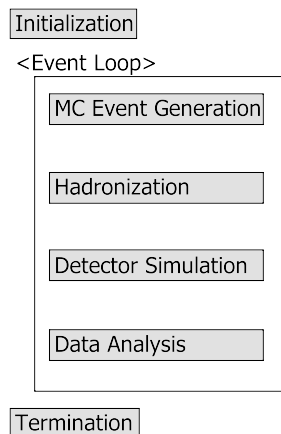 Initialization
<Event Loop>
MC Event Generation
Hadronization
Detector Simulation
Data Analysis
Termination